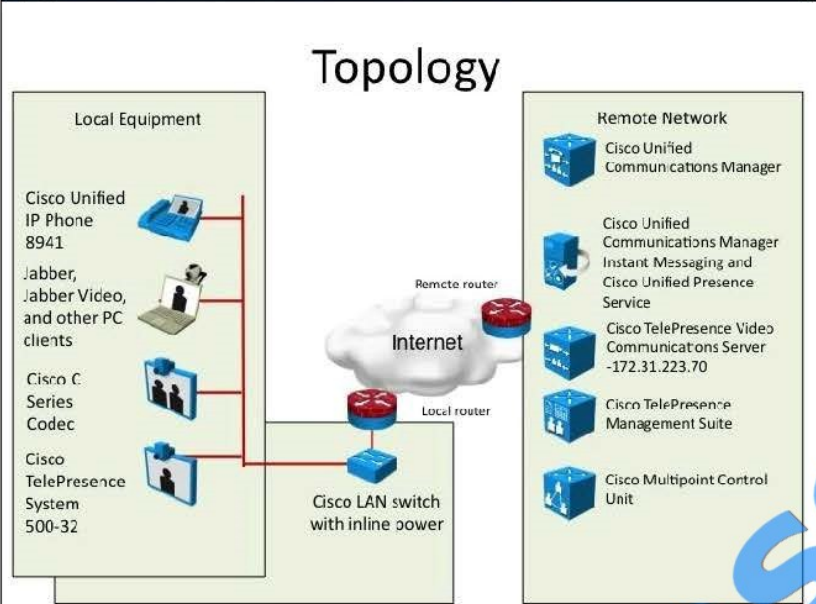 Topology
Local Equipment
Cisco Unified
IP Phone
8941
Jabber,
Jabber Video,
and other PC
clients
Cisco C
Series
Codec
Cisco
TelePresence
System
500-32
Cisco LAN switch
with inline power
Local router
Internet
Remote router
Remote Network
Cisco Unified
Communications Manager
Cisco Unified
Communications Manager
Instant Messaging and
Cisco Unified Presence
Service
Cisco TelePresence Video
Communications Server
-172.31.223.70
Cisco TelePresence
Management Suite
Cisco Multipoint Control
Unit